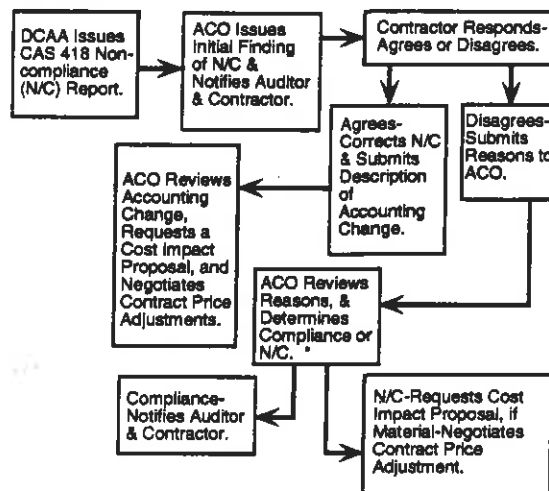 DCAA Issues
CAS 418 Non-
compliance
(N/C) Report.
ACO Issues
Initial Finding
of N/C &
Notifies Auditor
& Contractor.
Contractor Responds-
Agrees or Disagrees.
Agrees-
Corrects N/C
& Submits
Description
of
Accounting
Change.
Disagrees-
Submits
Reasons to
ACO.
ACO Reviews
Accounting
Change,
Requests a
Cost Impact
Proposal, and
Negotiates
Contract Price
Adjustments.
ACO Reviews
Reasons, &
Determines
Compliance or
N/C.
Compliance-
Notifies Auditor
& Contractor.
N/C-Requests Cost
Impact Proposal, if
Material-Negotiates
Contract Price
Adjustment.